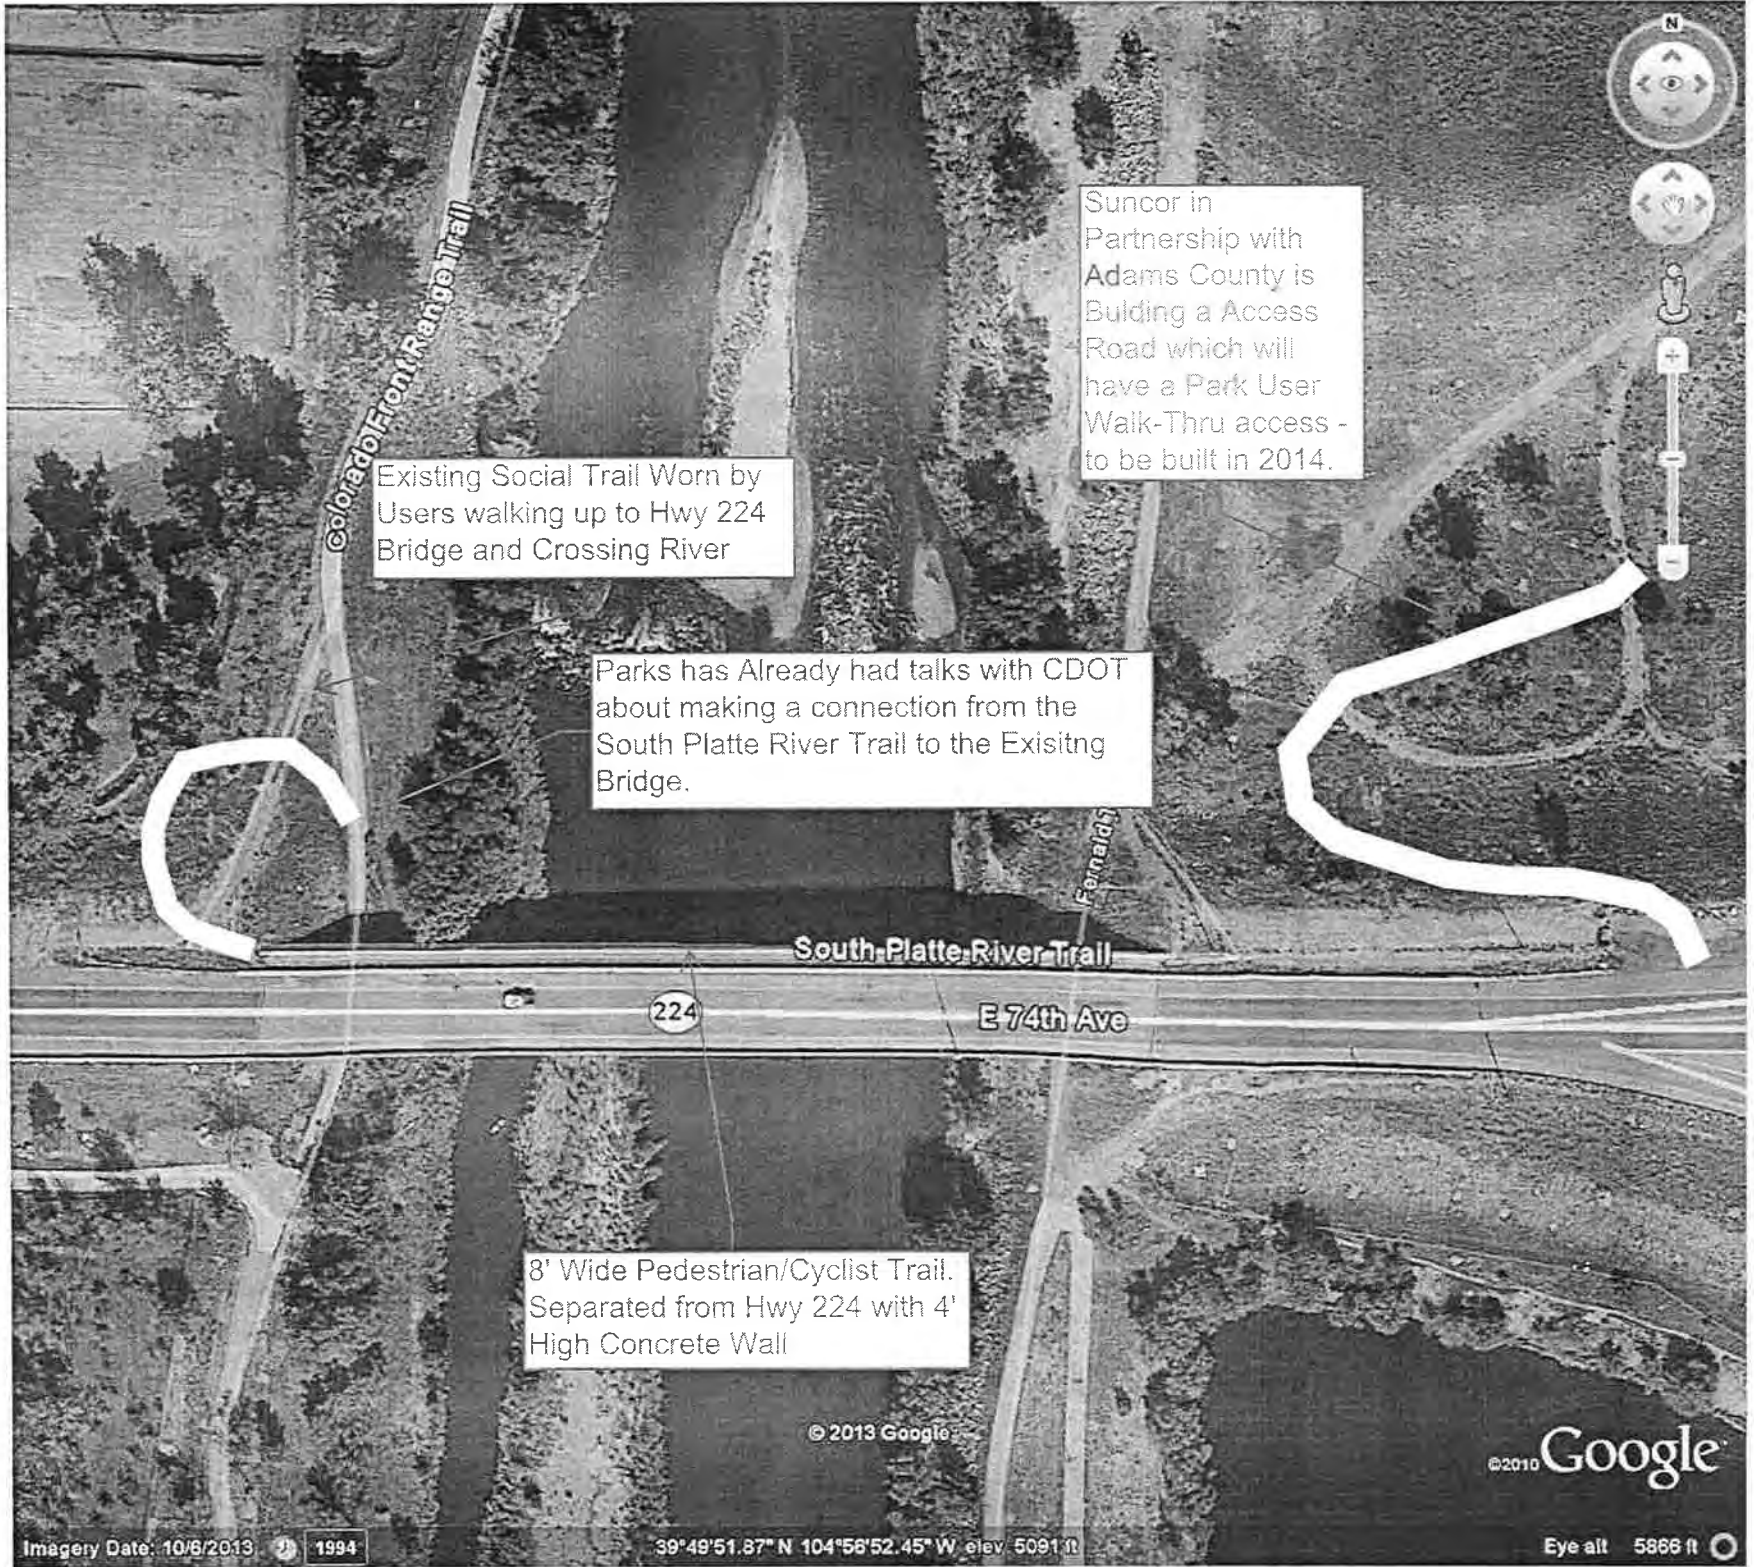 N
Suncor in
Partnership with
Adams County is
Bulding a Access
Road which will
have a Park User
Walk-Thru access -
to be built in 2014.
Colorado Front Range Trail
Existing Social Trail Worn by
Users walking up to Hwy 224
Bridge and Crossing River
Parks has Already had talks with CDOT
about making a connection from the
South Platte River Trail to the Exisitng
Bridge.
South-Platte-River-Trail
224
E 74th Ave
8' Wide Pedestrian/Cyclist Trail.
Separated from Hwy 224 with 4'
High Concrete Wall
© 2013 Google
©2010 Google
Imagery Date: 10/6/2013 1994 39°49'51.87" N 104°56'52.45" W elev 5091 ft Eye alt 5866 ft